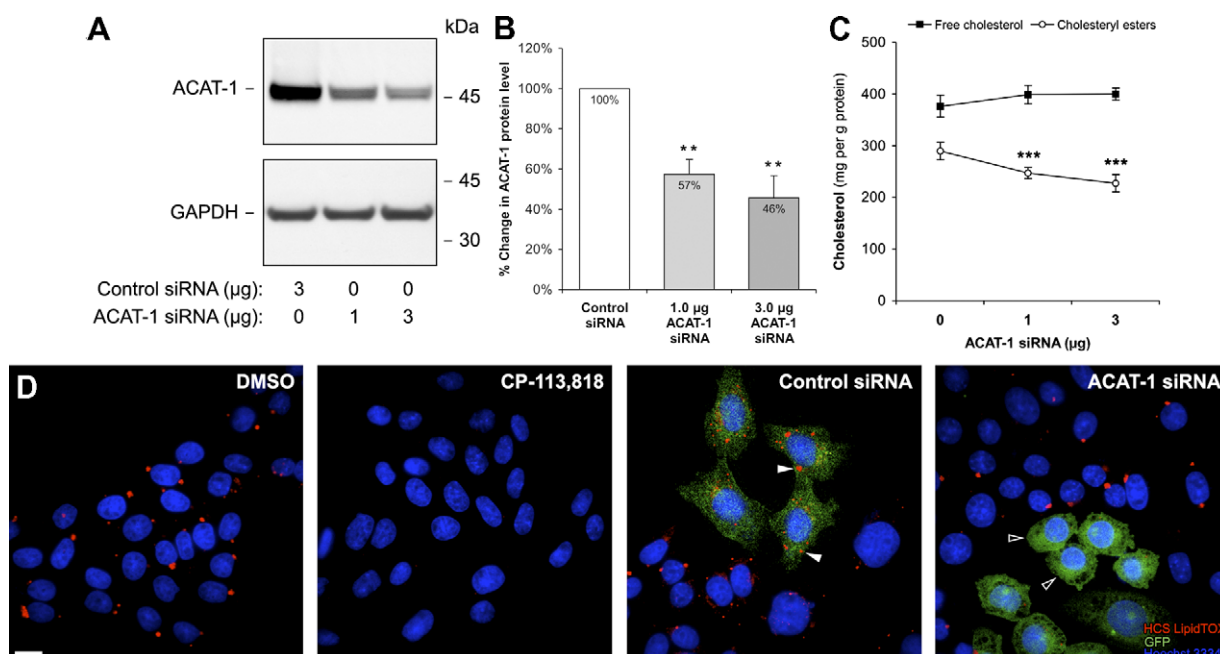 A
kDa
ACAT-1
45
45
GAPDH
30
Control siRNA (µg): 3 0 0
ACAT-1 siRNA (µg): 0 1 3
B
% Change in ACAT-1 protein level
120%
100%
80%
60%
40%
20%
0%
100%
**
57%
**
46%
Control siRNA
1.0 µg ACAT-1 siRNA
3.0 µg ACAT-1 siRNA
C
Free cholesterol
Cholesteryl esters
Cholesterol (mg per g protein)
500
400
300
200
100
0
***
***
0 1 3
ACAT-1 siRNA (µg)
D
DMSO
CP-113,818
Control siRNA
ACAT-1 siRNA
HCS LipidTOX
GFP